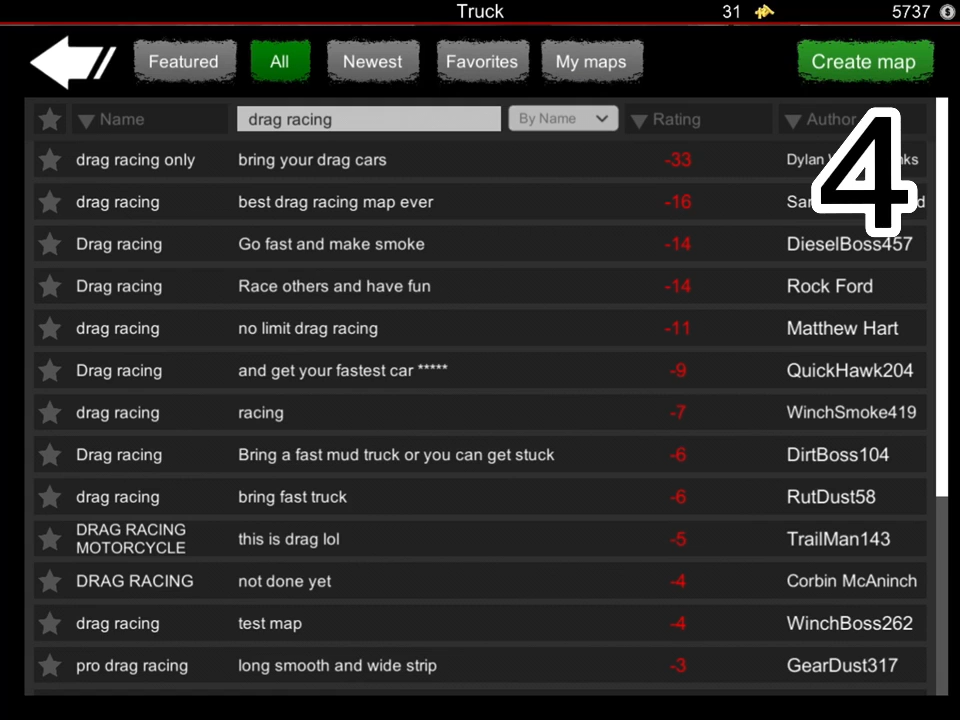 Truck 31 5737
Featured All Newest Favorites My maps Create map
Name drag racing By Name Rating Author
4
drag racing only bring your drag cars -33 Dylan
drag racing best drag racing map ever -16
Drag racing Go fast and make smoke -14 DieselBoss457
Drag racing Race others and have fun -14 Rock Ford
drag racing no limit drag racing -11 Matthew Hart
Drag racing and get your fastest car ***** -9 QuickHawk204
drag racing racing -7 WinchSmoke419
Drag racing Bring a fast mud truck or you can get stuck -6 DirtBoss104
drag racing bring fast truck -6 RutDust58
DRAG RACING
MOTORCYCLE this is drag lol -5 TrailMan143
DRAG RACING not done yet -4 Corbin McAninch
drag racing test map -4 WinchBoss262
pro drag racing long smooth and wide strip -3 GearDust317